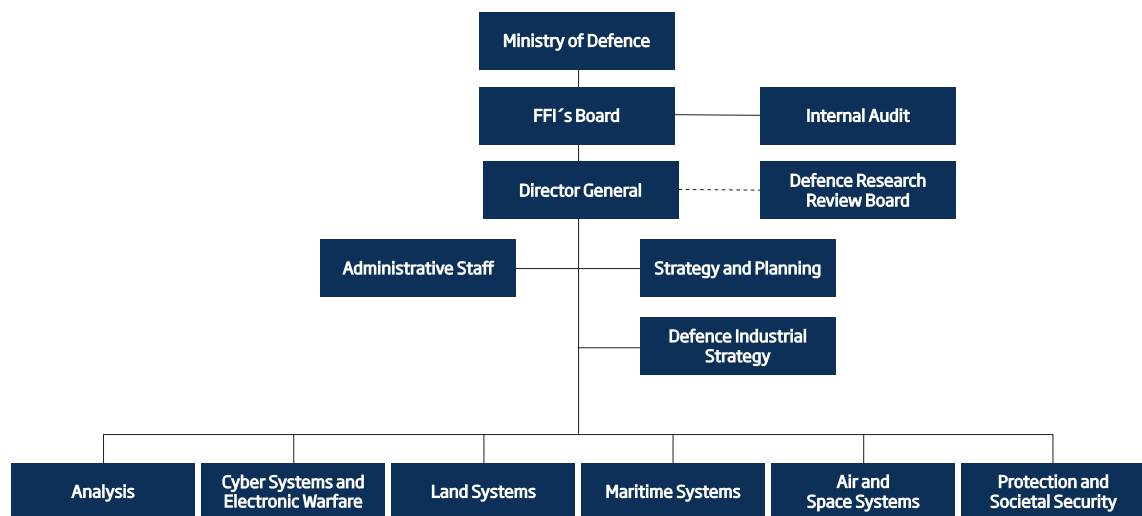 Ministry of Defence
FFI´s Board
Internal Audit
Director General
Defence Research
Review Board
Administrative Staff
Strategy and Planning
Defence Industrial
Strategy
Analysis
Cyber Systems and
Electronic Warfare
Land Systems
Maritime Systems
Air and
Space Systems
Protection and
Societal Security